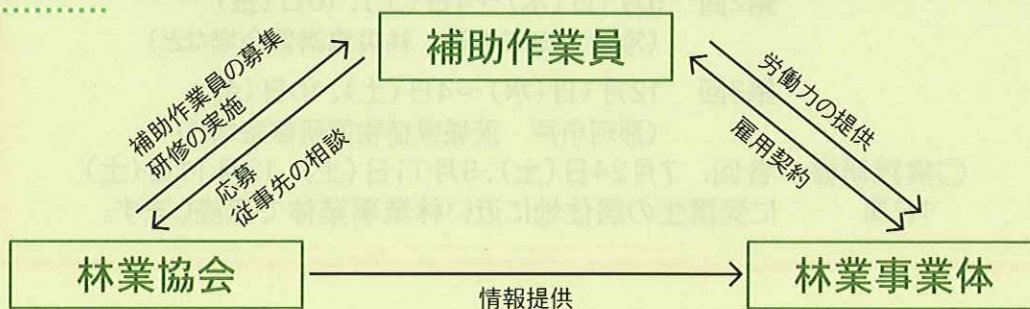 補助作業員
補助作業員の募集
研修の実施
応募
従事先の相談
労働力の提供
雇用契約
林業協会
情報提供
林業事業体